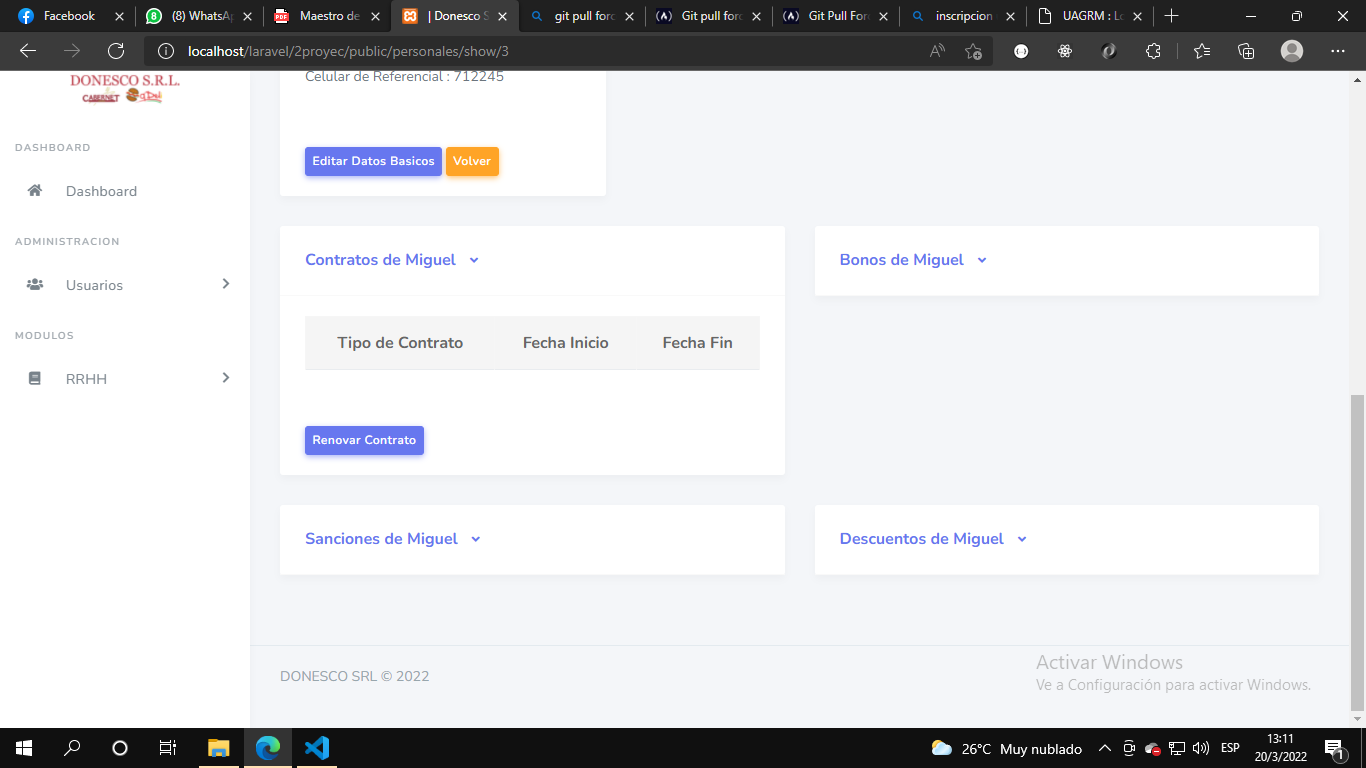 Facebook
(8) WhatsAp
Maestro de
| Donesco S
git pull forc
Git pull forc
Git Pull For
inscripcion
UAGRM : Lo
localhost/laravel/2proyec/public/personales/show/3
DONESCO S.R.L.
CABERNET
DASHBOARD
Dashboard
ADMINISTRACION
Usuarios
MODULOS
RRHH
Celular de Referencial : 712245
Editar Datos Basicos
Volver
Contratos de Miguel
Bonos de Miguel
Tipo de Contrato Fecha Inicio Fecha Fin
Renovar Contrato
Sanciones de Miguel
Descuentos de Miguel
DONESCO SRL © 2022
Activar Windows
Ve a Configuración para activar Windows.
26°C Muy nublado
ESP
13:11
20/3/2022
1